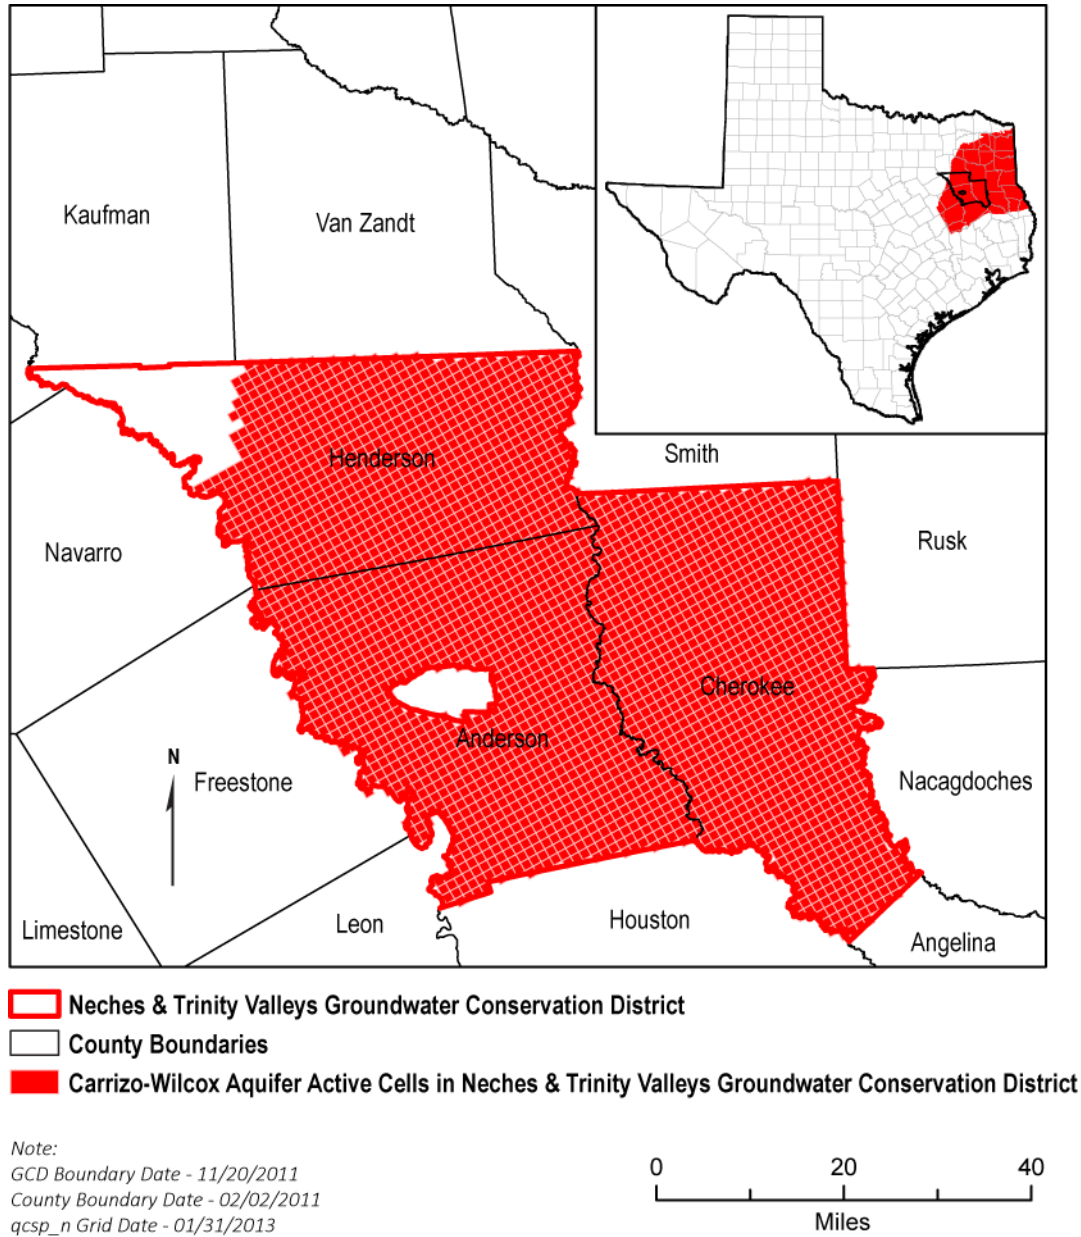 Kaufman
Van Zandt
Henderson
Smith
Navarro
Rusk
Cherokee
Anderson
N
Freestone
Nacagdoches
Limestone
Leon
Houston
Angelina
Neches & Trinity Valleys Groundwater Conservation District
County Boundaries
Carrizo-Wilcox Aquifer Active Cells in Neches & Trinity Valleys Groundwater Conservation District
Note:
GCD Boundary Date - 11/20/2011
County Boundary Date - 02/02/2011
qcsp_n Grid Date - 01/31/2013
0 20 40
Miles